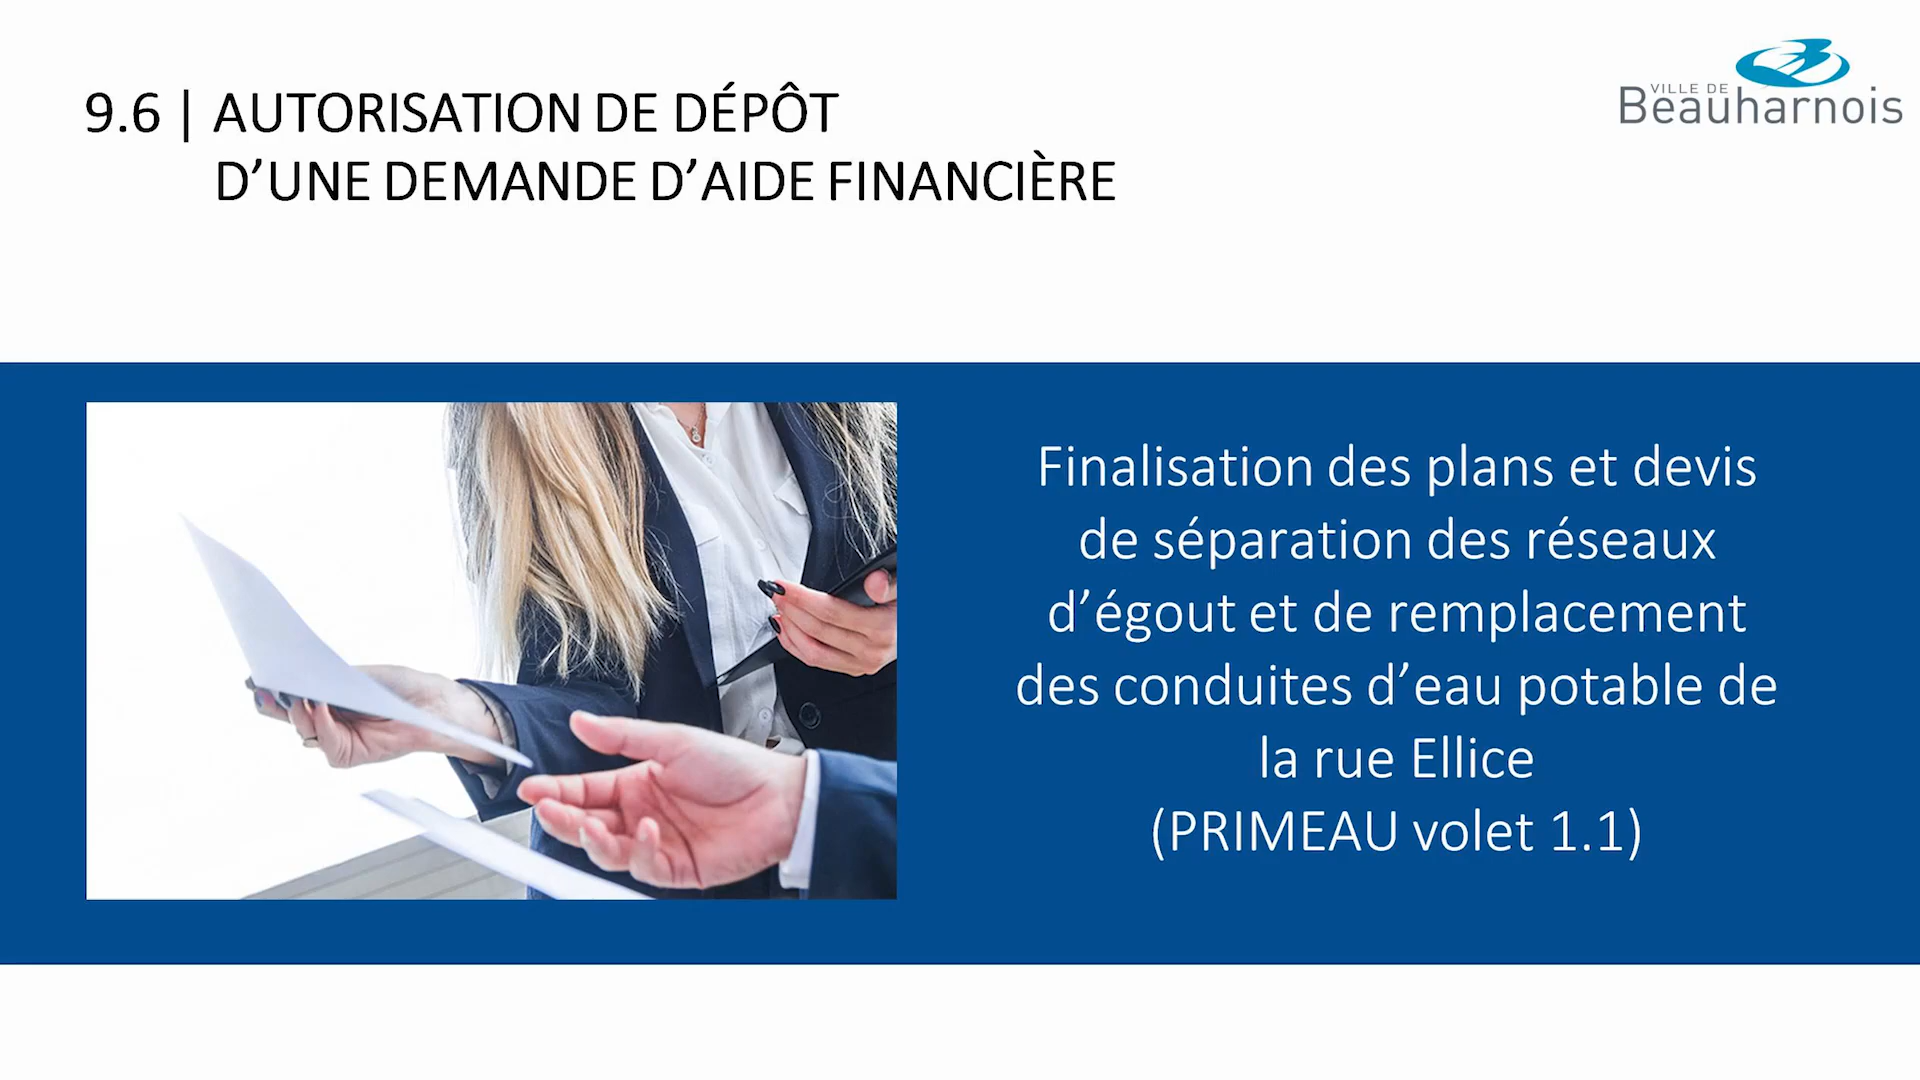 9.6 | AUTORISATION DE DÉPÔT
D’UNE DEMANDE D’AIDE FINANCIÈRE
VILLE DE
Beauharnois
Finalisation des plans et devis
de séparation des réseaux
d’égout et de remplacement
des conduites d’eau potable de
la rue Ellice
(PRIMEAU volet 1.1)